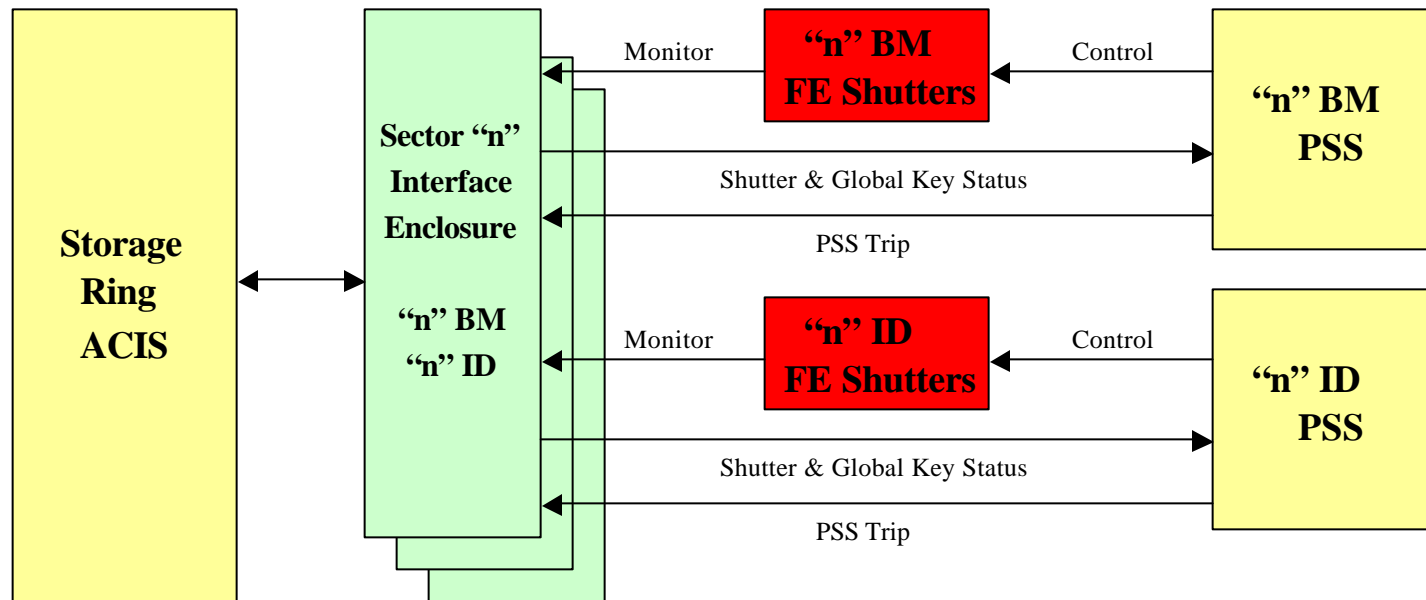 Storage
Ring
ACIS
Sector “n”
Interface
Enclosure
“n” BM
“n” ID
Monitor
“n” BM
FE Shutters
Control
“n” BM
PSS
Shutter & Global Key Status
PSS Trip
Monitor
“n” ID
FE Shutters
Control
“n” ID
PSS
Shutter & Global Key Status
PSS Trip